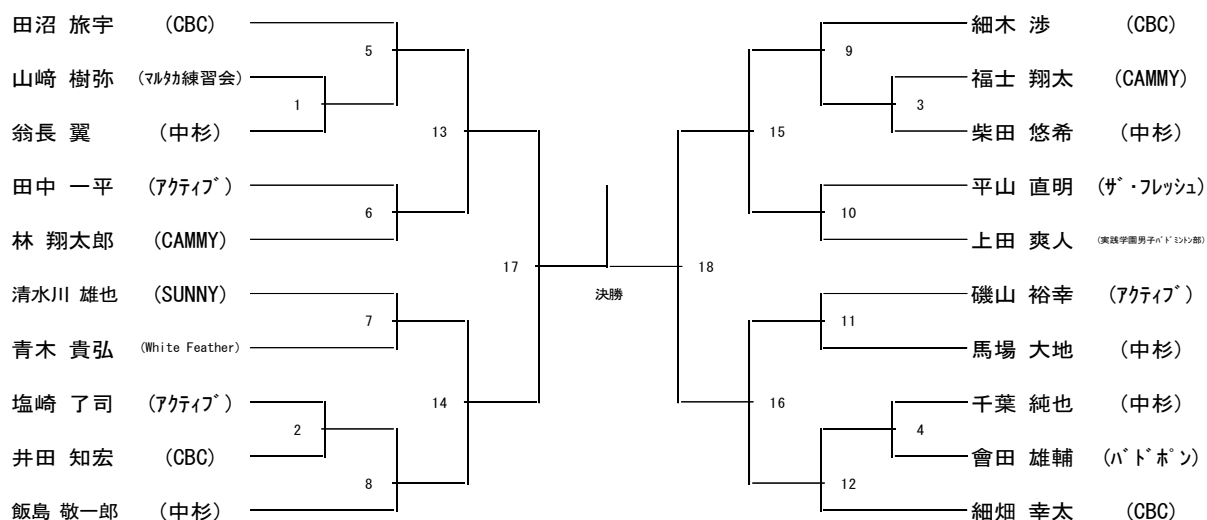 田沼 旅宇 (CBC)
山﨑 樹弥 (ﾏﾙﾀｶ練習会)
翁長 翼 (中杉)
田中 一平 (ｱｸﾃｨﾌﾞ)
林 翔太郎 (CAMMY)
清水川 雄也 (SUNNY)
青木 貴弘 (White Feather)
塩崎 了司 (ｱｸﾃｨﾌﾞ)
井田 知宏 (CBC)
飯島 敬一郎 (中杉)
5
1
13
6
17
7
14
2
8
決勝
9
3
15
10
18
11
16
4
12
細木 渉 (CBC)
福士 翔太 (CAMMY)
柴田 悠希 (中杉)
平山 直明 (ｻﾞ・ﾌﾚｯｼｭ)
上田 爽人 (実践学園男子ﾊﾞﾄﾞﾐﾝﾄﾝ部)
磯山 裕幸 (ｱｸﾃｨﾌﾞ)
馬場 大地 (中杉)
千葉 純也 (中杉)
會田 雄輔 (ﾊﾞﾄﾞﾎﾟﾝ)
細畑 幸太 (CBC)